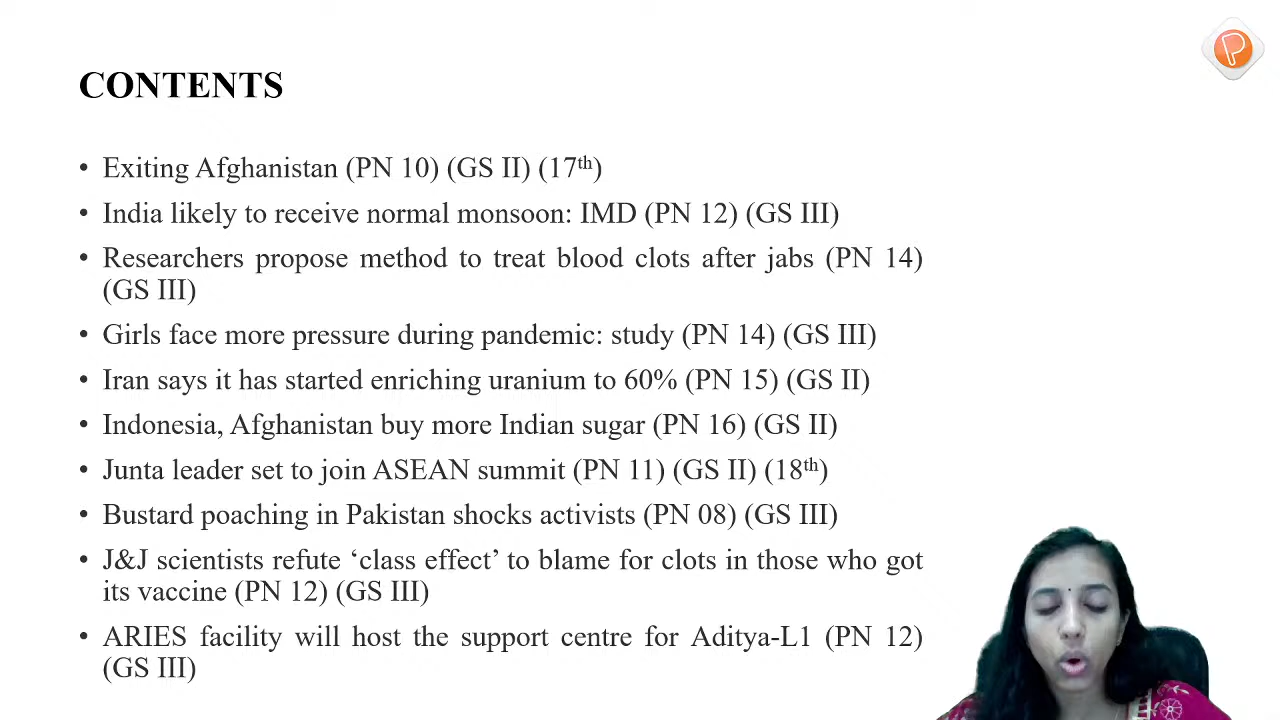 CONTENTS
• Exiting Afghanistan (PN 10) (GS II) (17th)
• India likely to receive normal monsoon: IMD (PN 12) (GS III)
• Researchers propose method to treat blood clots after jabs (PN 14)
(GS III)
• Girls face more pressure during pandemic: study (PN 14) (GS III)
• Iran says it has started enriching uranium to 60% (PN 15) (GS II)
• Indonesia, Afghanistan buy more Indian sugar (PN 16) (GS II)
• Junta leader set to join ASEAN summit (PN 11) (GS II) (18th)
• Bustard poaching in Pakistan shocks activists (PN 08) (GS III)
• J&J scientists refute ‘class effect’ to blame for clots in those who got
its vaccine (PN 12) (GS III)
• ARIES facility will host the support centre for Aditya-L1 (PN 12)
(GS III)
P